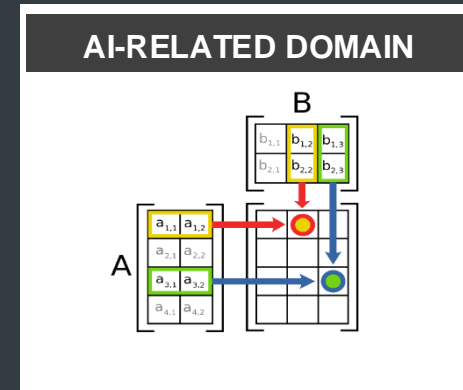 AI-RELATED DOMAIN
B
b1,1 b1,2 b1,3
b2,1 b2,2 b2,3
A
a1,1 a1,2
a2,1 a2,2
a3,1 a3,2
a4,1 a4,2